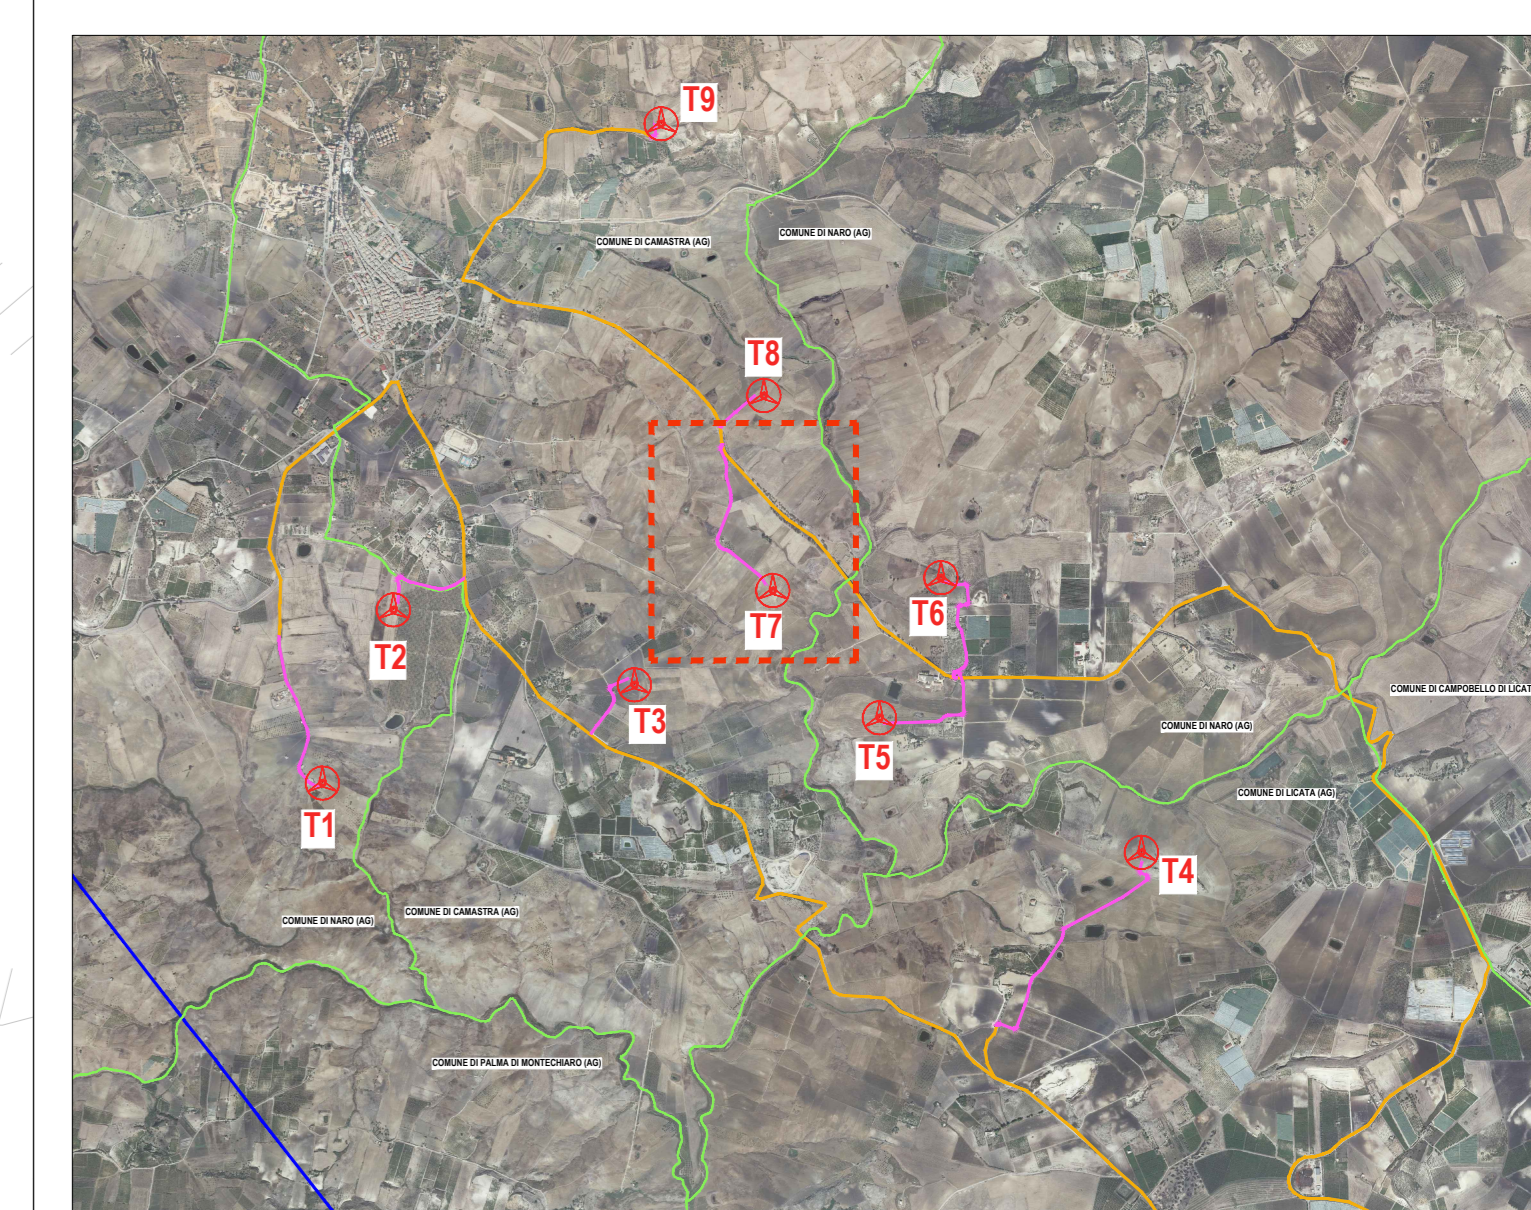 T9
COMUNE DI CAMASTRA (AG)
COMUNE DI NARO (AG)
T8
T6
T7
T2
T3
COMUNE DI CAMPOBELLO DI LICAT
COMUNE DI NARO (AG)
T5
COMUNE DI LICATA (AG)
T1
T4
COMUNE DI CAMASTRA (AG)
COMUNE DI NARO (AG)
COMUNE DI PALMA DI MONTECHIARO (AG)